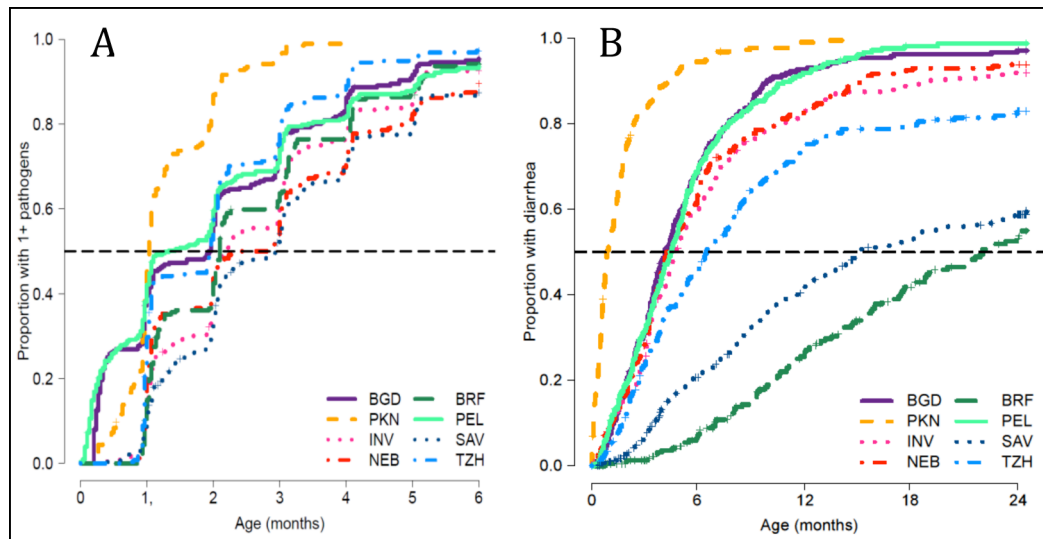 A
Proportion with 1+ pathogens
1.0
0.8
0.6
0.4
0.2
0.0
BGD BRF
PKN PEL
INV SAV
NEB TZH
0 1, 2 3 4 5 6
Age (months)
B
Proportion with diarrhea
1.0
0.8
0.6
0.4
0.2
0.0
BGD BRF
PKN PEL
INV SAV
NEB TZH
0 6 12 18 24
Age (months)